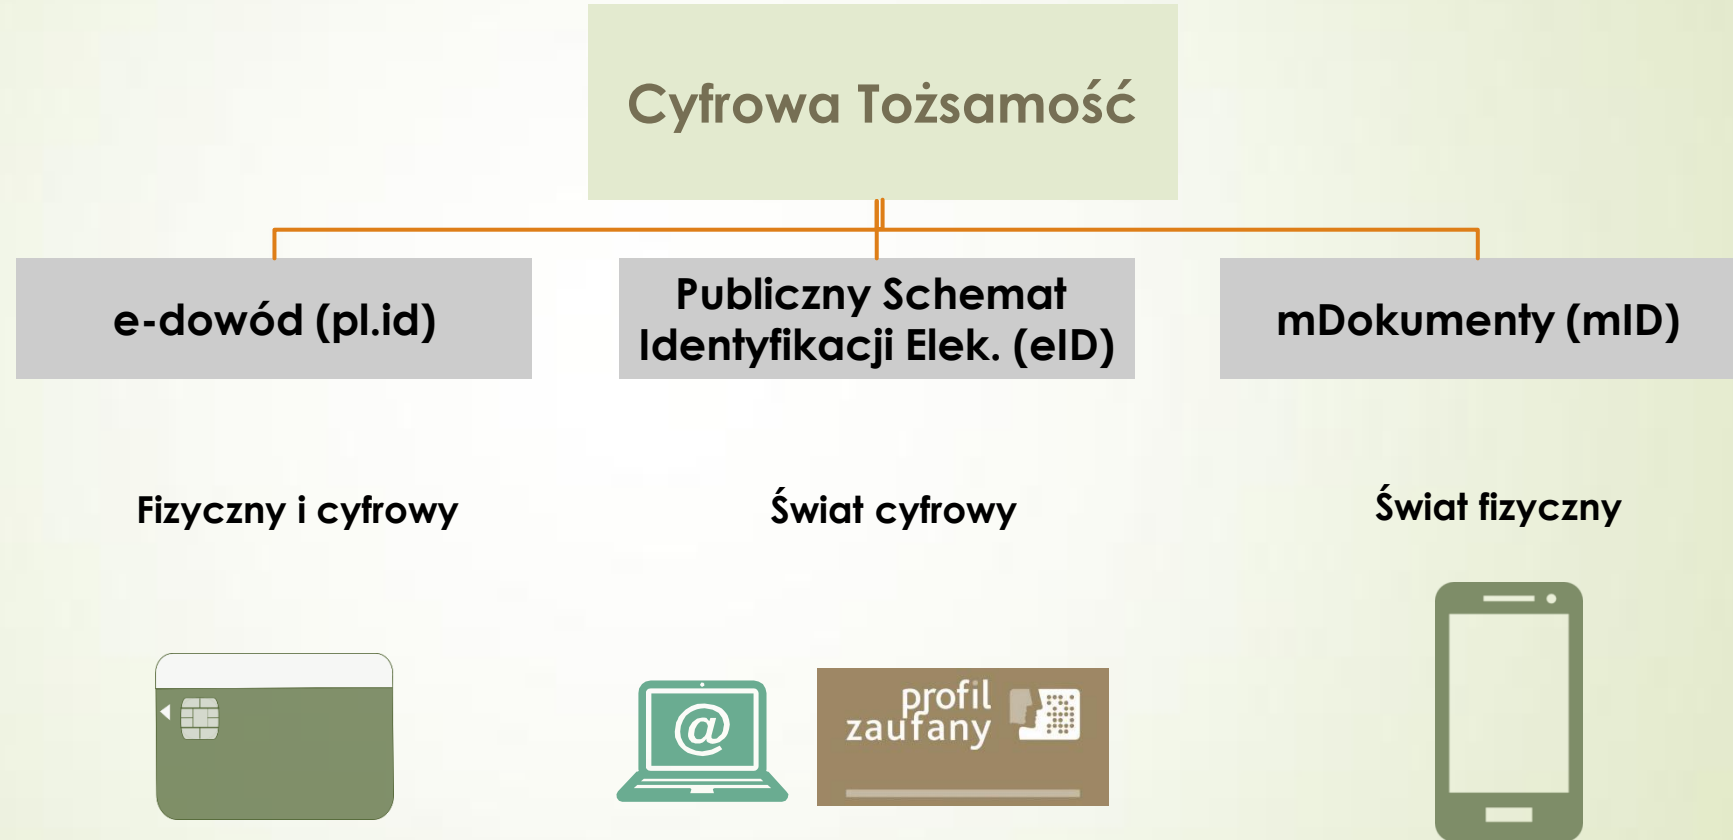 Cyfrowa Tożsamość
e-dowód (pl.id)
Publiczny Schemat
Identyfikacji Elek. (eID)
mDokumenty (mID)
Fizyczny i cyfrowy
Świat cyfrowy
Świat fizyczny
@
profil
zaufany